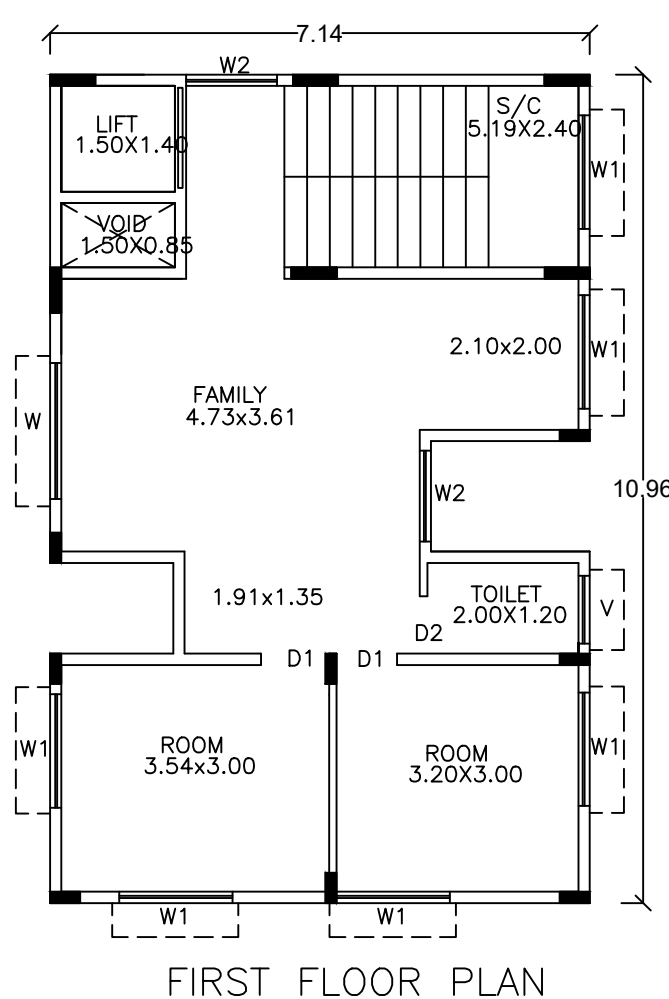 7.14
W2
LIFT
1.50X1.40
S/C
5.19X2.40
W1
VOID
1.50X0.85
2.10x2.00
W1
FAMILY
4.73x3.61
W
W2
10.96
1.91x1.35
TOILET
2.00X1.20
V
D2
D1
D1
W1
ROOM
3.54x3.00
ROOM
3.20X3.00
W1
W1
W1
FIRST FLOOR PLAN